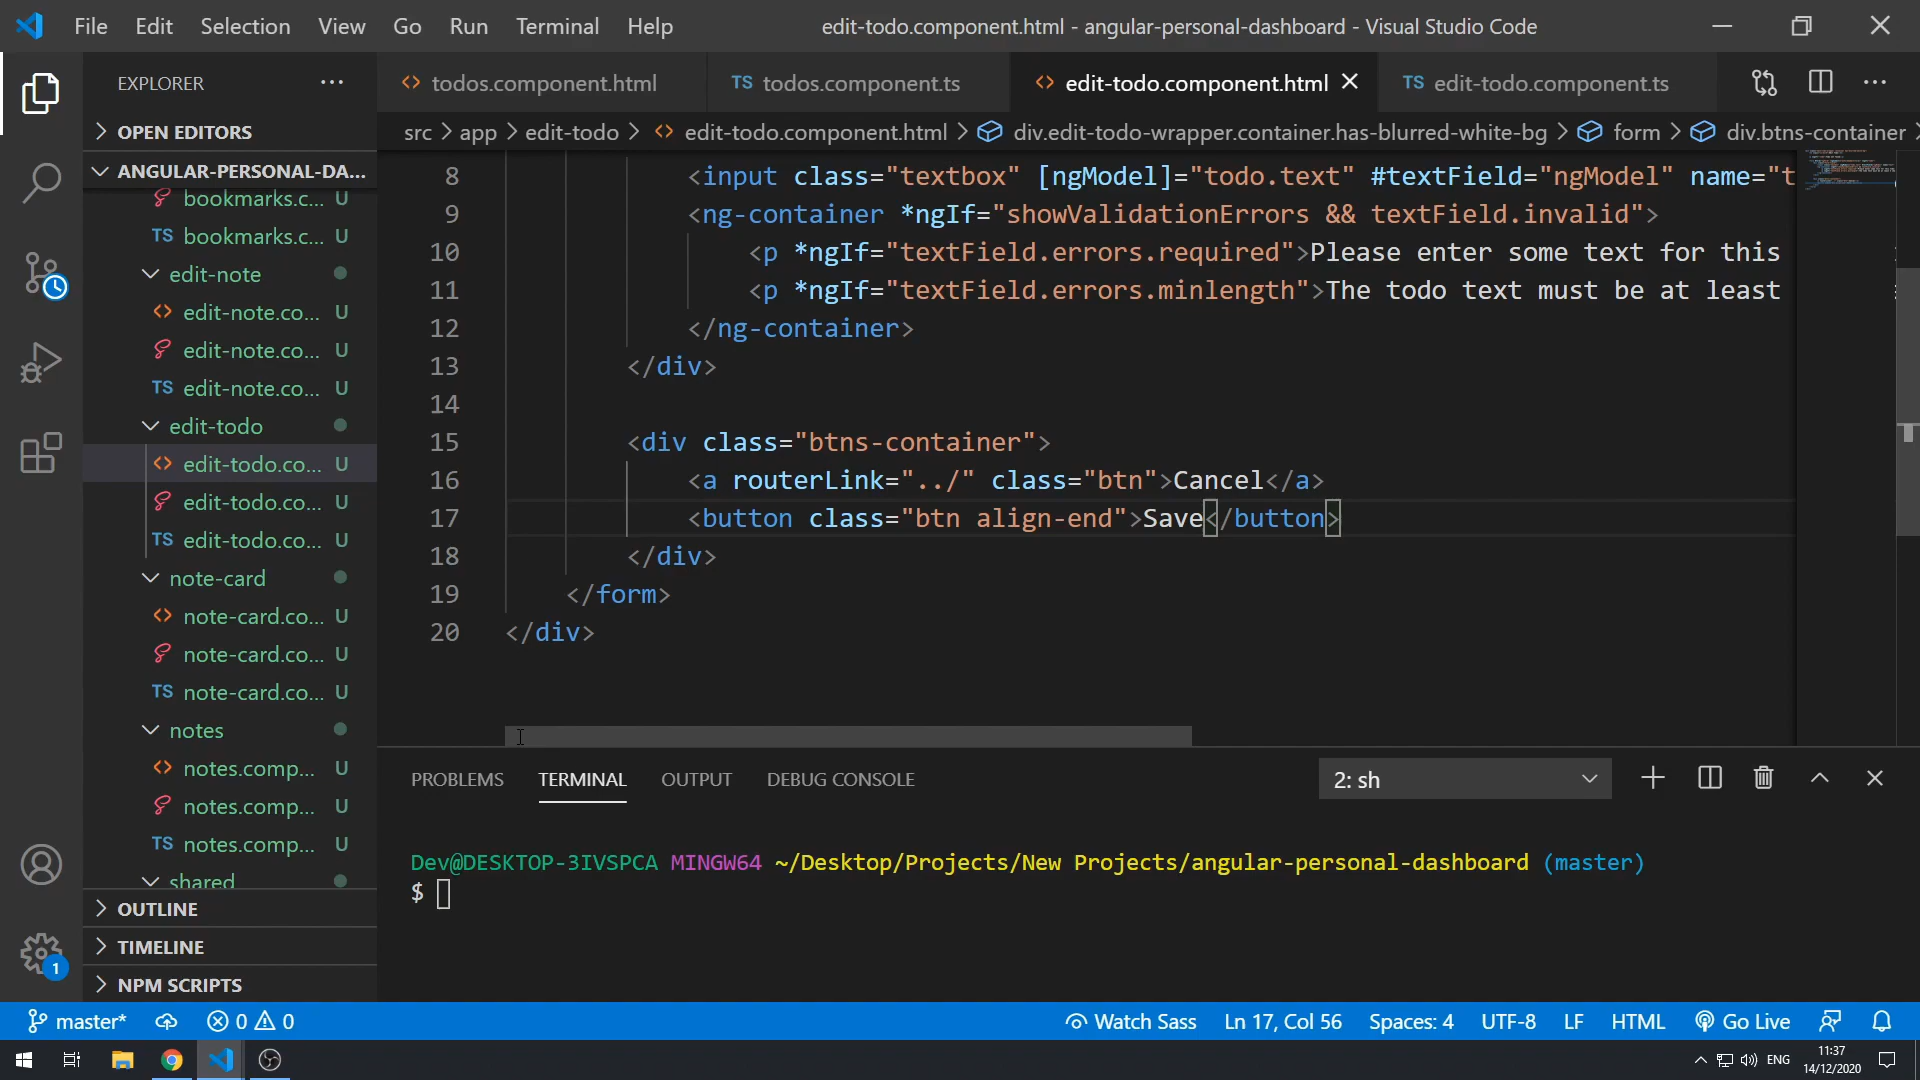 File Edit Selection View Go Run Terminal Help
edit-todo.component.html - angular-personal-dashboard - Visual Studio Code
EXPLORER
OPEN EDITORS
ANGULAR-PERSONAL-DA...
bookmarks.c... U
TS bookmarks.c... U
edit-note
edit-note.co... U
edit-note.co... U
TS edit-note.co... U
edit-todo
edit-todo.co... U
edit-todo.co... U
TS edit-todo.co... U
note-card
note-card.co... U
note-card.co... U
TS note-card.co... U
notes
notes.comp... U
notes.comp... U
TS notes.comp... U
shared
OUTLINE
TIMELINE
NPM SCRIPTS
1
todos.component.html TS todos.component.ts edit-todo.component.html TS edit-todo.component.ts
src > app > edit-todo > edit-todo.component.html > div.edit-todo-wrapper.container.has-blurred-white-bg > form > div.btns-container
8 <input class="textbox" [ngModel]="todo.text" #textField="ngModel" name="t
9 <ng-container *ngIf="showValidationErrors && textField.invalid">
10 <p *ngIf="textField.errors.required">Please enter some text for this
11 <p *ngIf="textField.errors.minlength">The todo text must be at least
12 </ng-container>
13 </div>
14
15 <div class="btns-container">
16 <a routerLink="../" class="btn">Cancel</a>
17 <button class="btn align-end">Save</button>
18 </div>
19 </form>
20 </div>
PROBLEMS TERMINAL OUTPUT DEBUG CONSOLE
2: sh
Dev@DESKTOP-3IVSPCA MINGW64 ~/Desktop/Projects/New Projects/angular-personal-dashboard (master)
$
master* 0 0 Watch Sass Ln 17, Col 56 Spaces: 4 UTF-8 LF HTML Go Live
ENG
11:37
14/12/2020